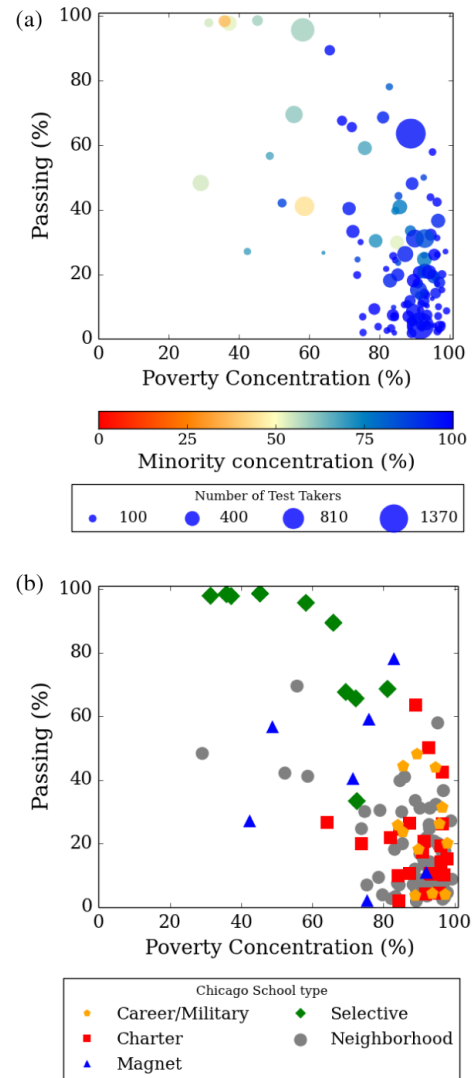 (a)
100
80
60
40
20
0
Passing (%)
0 20 40 60 80 100
Poverty Concentration (%)
0 25 50 75 100
Minority concentration (%)
Number of Test Takers
100 400 810 1370
(b)
100
80
60
40
20
0
Passing (%)
0 20 40 60 80 100
Poverty Concentration (%)
Chicago School type
Career/Military Selective
Charter Neighborhood
Magnet